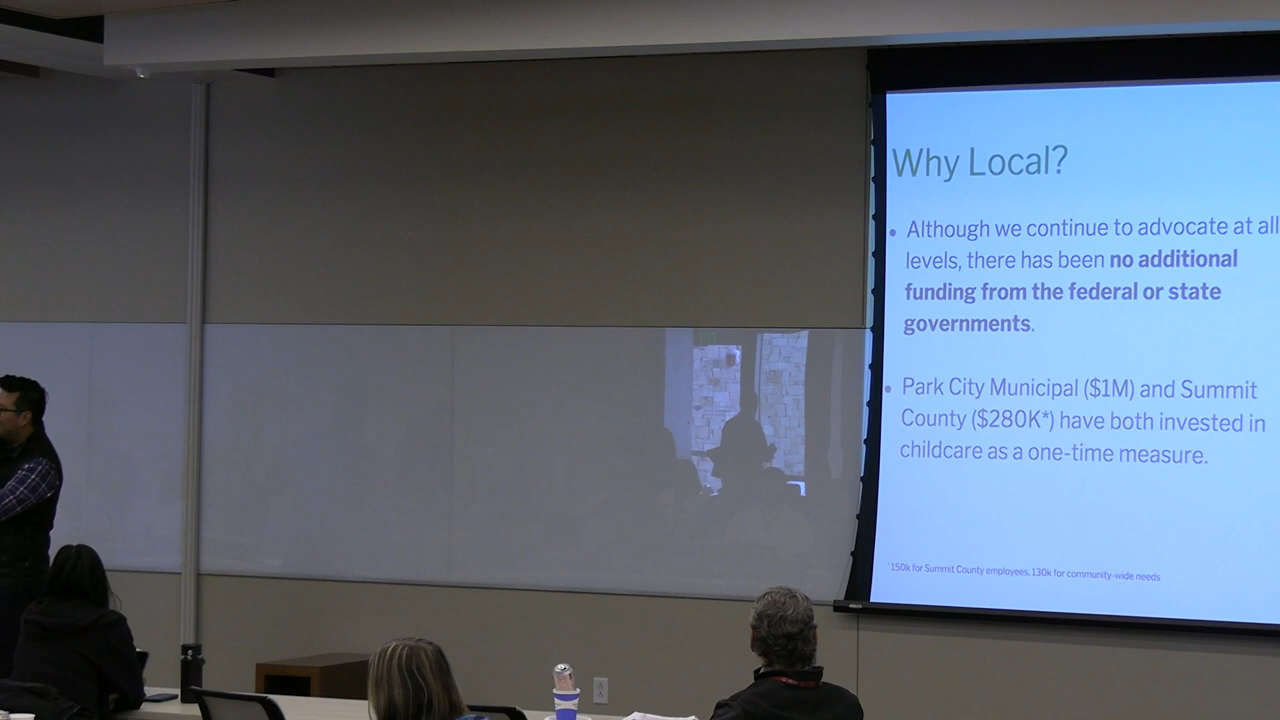 Why Local?
• Although we continue to advocate at all
levels, there has been no additional
funding from the federal or state
governments.
• Park City Municipal ($1M) and Summit
County ($280K*) have both invested in
childcare as a one-time measure.
*150k for Summit County employees, 130k for community-wide needs